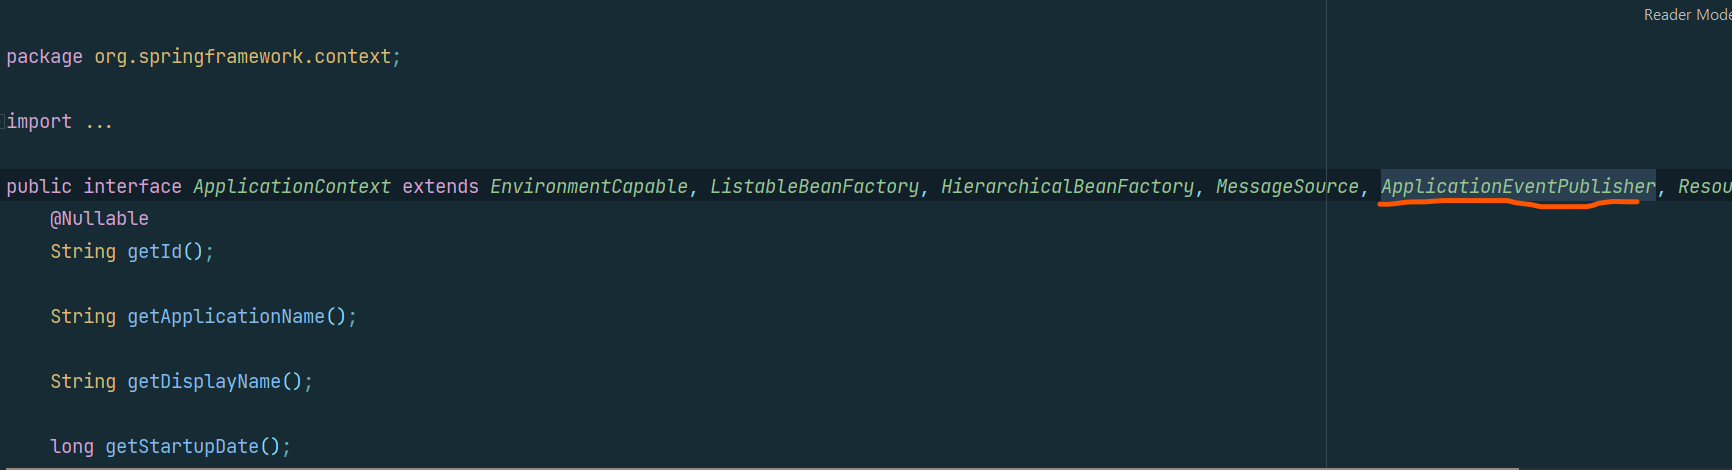 Reader Mode
package org.springframework.context;
import ...
public interface ApplicationContext extends EnvironmentCapable, ListableBeanFactory, HierarchicalBeanFactory, MessageSource, ApplicationEventPublisher, Resou
@Nullable
String getId();
String getApplicationName();
String getDisplayName();
long getStartupDate();